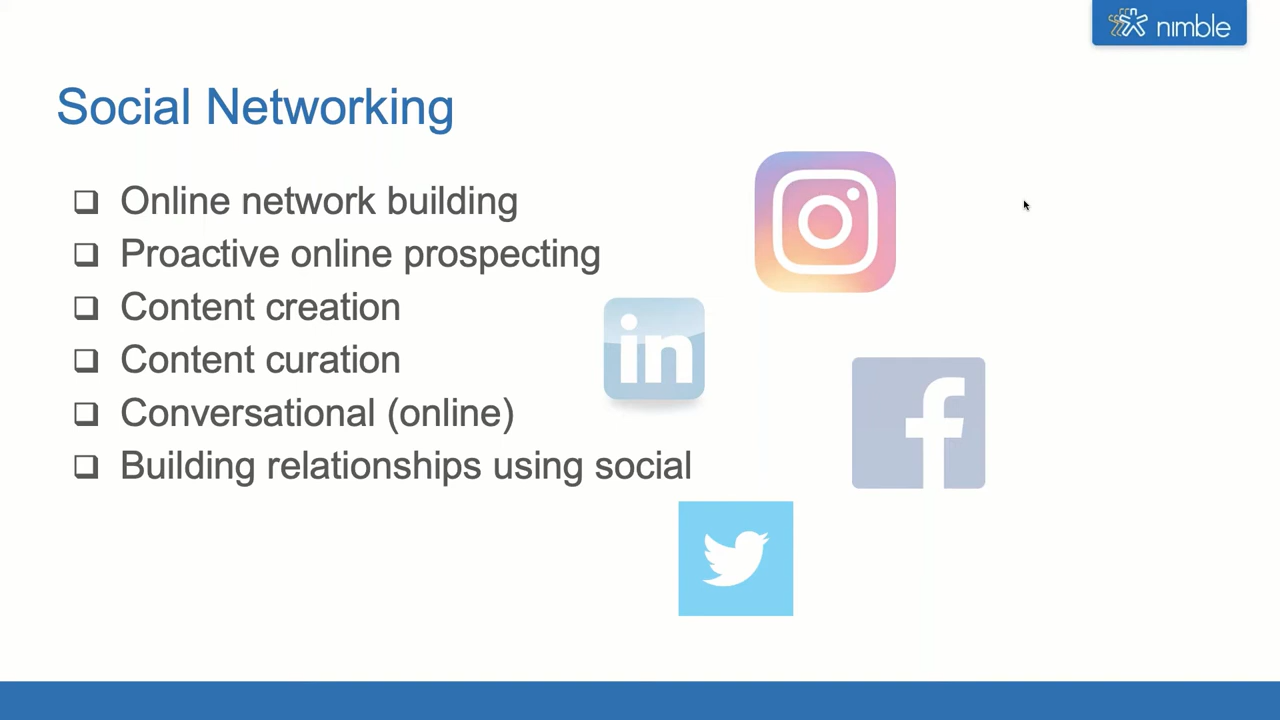 nimble
Social Networking
Online network building
Proactive online prospecting
Content creation
Content curation
Conversational (online)
Building relationships using social
in
f